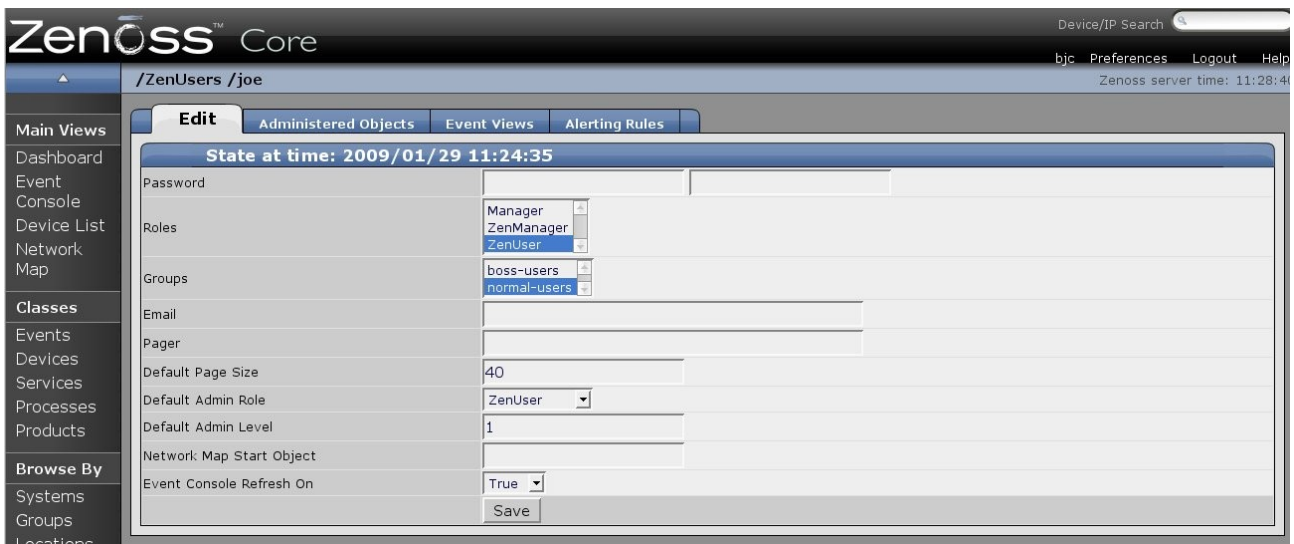 Zenoss™ Core
Device/IP Search
bjc Preferences Logout Help
/ZenUsers /joe
Zenoss server time: 11:28:40
Main Views
Dashboard
Event
Console
Device List
Network
Map
Classes
Events
Devices
Services
Processes
Products
Browse By
Systems
Groups
Locations
Edit
Administered Objects
Event Views
Alerting Rules
State at time: 2009/01/29 11:24:35
Password
Roles
Manager
ZenManager
ZenUser
Groups
boss-users
normal-users
Email
Pager
Default Page Size 40
Default Admin Role ZenUser
Default Admin Level 1
Network Map Start Object
Event Console Refresh On True
Save